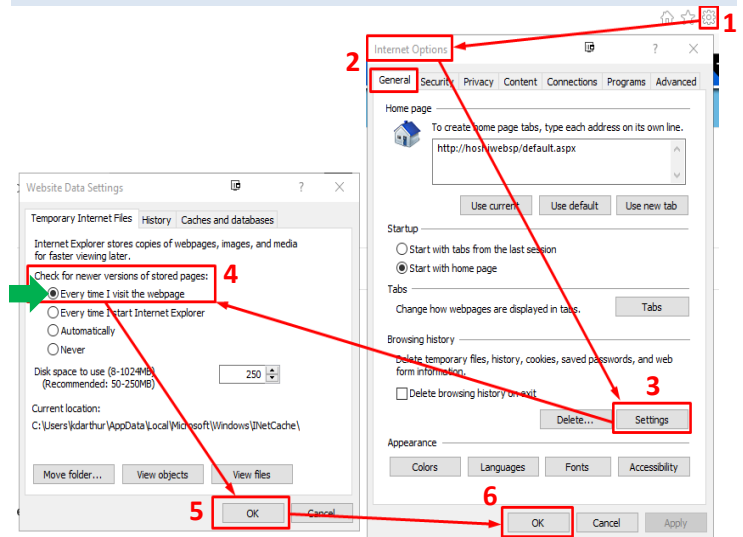 1
2
Internet Options
?
General Security Privacy Content Connections Programs Advanced
Home page
To create home page tabs, type each address on its own line.
Use current Use default Use new tab
Startup
Start with tabs from the last session
Start with home page
Tabs
Change how webpages are displayed in tabs.
Tabs
Browsing history
Delete temporary files, history, cookies, saved passwords, and web
form information.
Delete browsing history on exit
3
Delete... Settings
Appearance
Colors Languages Fonts Accessibility
6
OK Cancel Apply
Website Data Settings
?
Temporary Internet Files History Caches and databases
Internet Explorer stores copies of webpages, images, and media
for faster viewing later.
Check for newer versions of stored pages:
4
Every time I visit the webpage
Every time I start Internet Explorer
Automatically
Never
Disk space to use (8-1024MB)
(Recommended: 50-250MB)
250
Current location:
C:\Users\kdarthur\AppData\Local\Microsoft\Windows\INetCache\
Move folder... View objects View files
5
OK Cancel